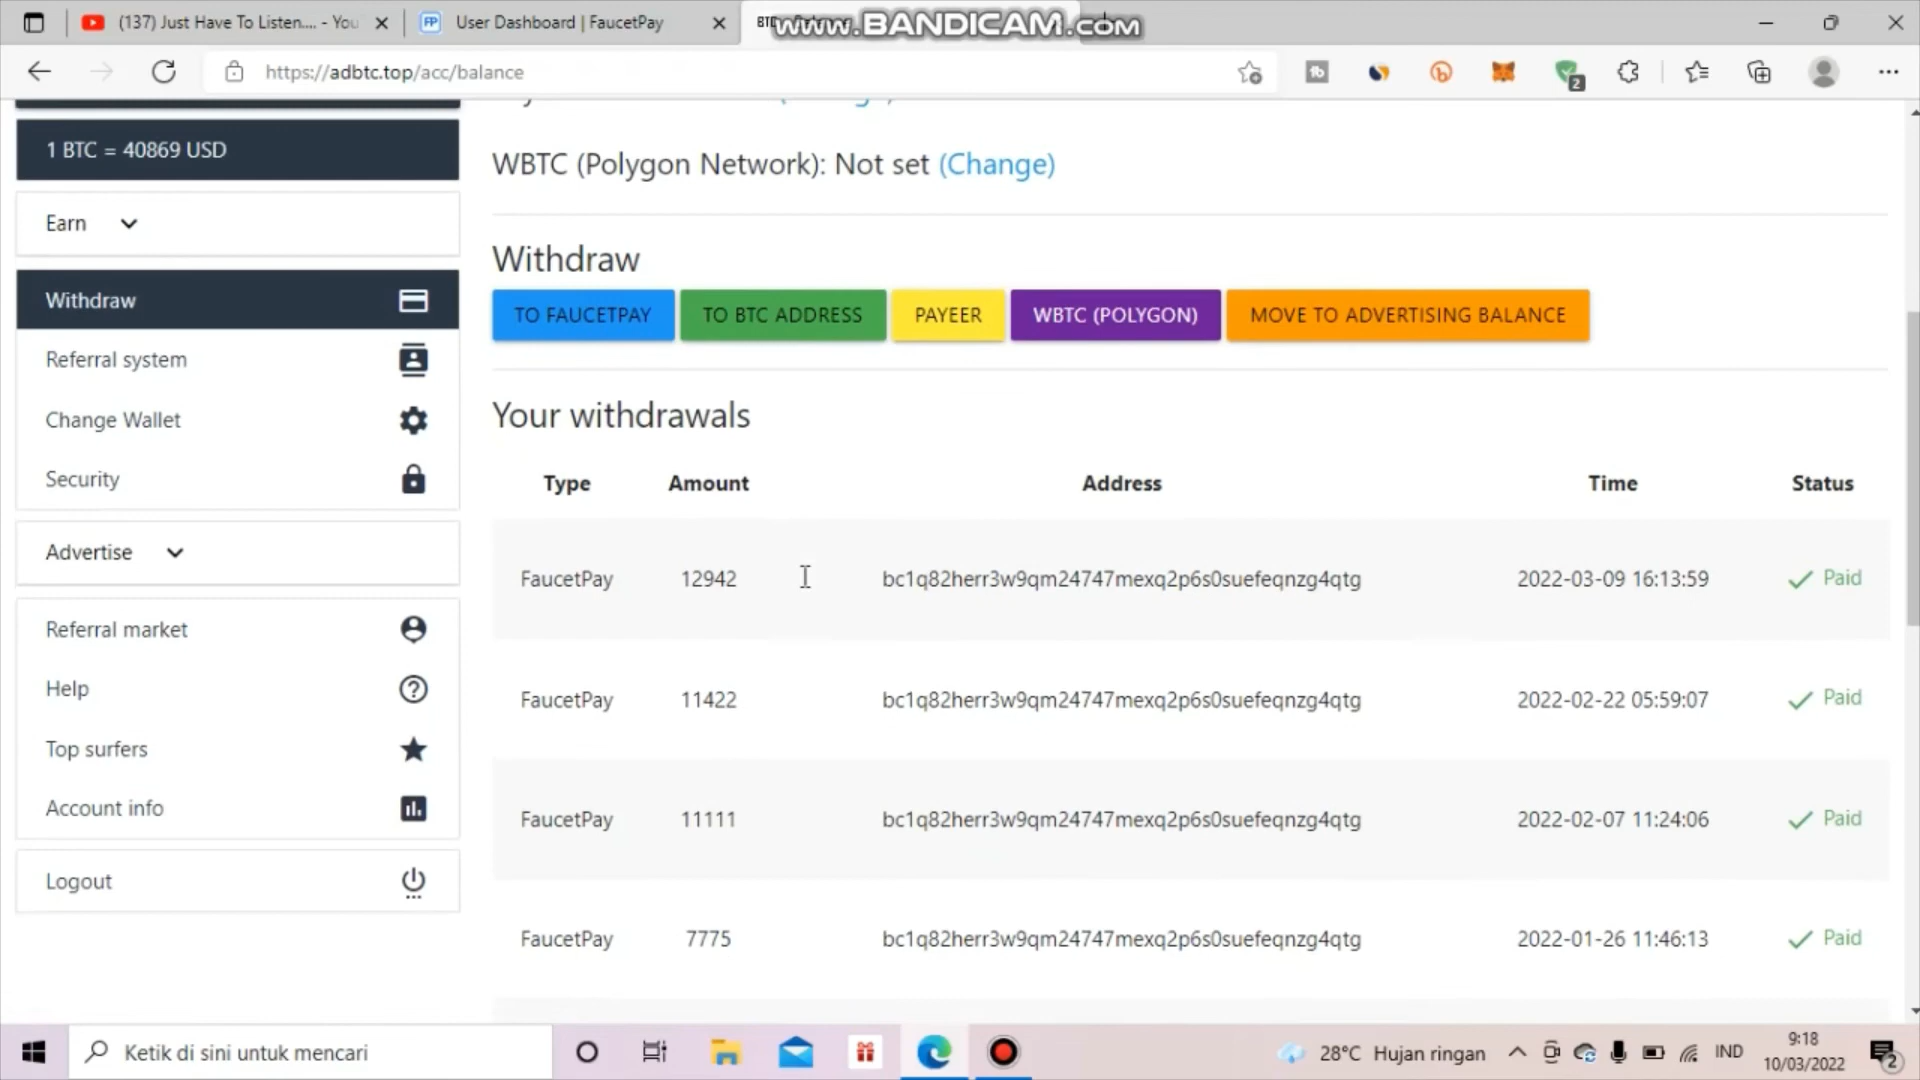 (137) Just Have To Listen.... - You
User Dashboard | FaucetPay
www.BANDICAM.com
https://adbtc.top/acc/balance
2
1 BTC = 40869 USD
Earn
Withdraw
Referral system
Change Wallet
Security
Advertise
Referral market
Help
Top surfers
Account info
Logout
WBTC (Polygon Network): Not set (Change)
Withdraw
TO FAUCETPAY TO BTC ADDRESS PAYEER WBTC (POLYGON) MOVE TO ADVERTISING BALANCE
Your withdrawals
Type Amount Address Time Status
FaucetPay 12942 bc1q82herr3w9qm24747mexq2p6s0suefeqnzg4qtg 2022-03-09 16:13:59 Paid
FaucetPay 11422 bc1q82herr3w9qm24747mexq2p6s0suefeqnzg4qtg 2022-02-22 05:59:07 Paid
FaucetPay 11111 bc1q82herr3w9qm24747mexq2p6s0suefeqnzg4qtg 2022-02-07 11:24:06 Paid
FaucetPay 7775 bc1q82herr3w9qm24747mexq2p6s0suefeqnzg4qtg 2022-01-26 11:46:13 Paid
Ketik di sini untuk mencari
28°C Hujan ringan
IND
9:18
10/03/2022
2